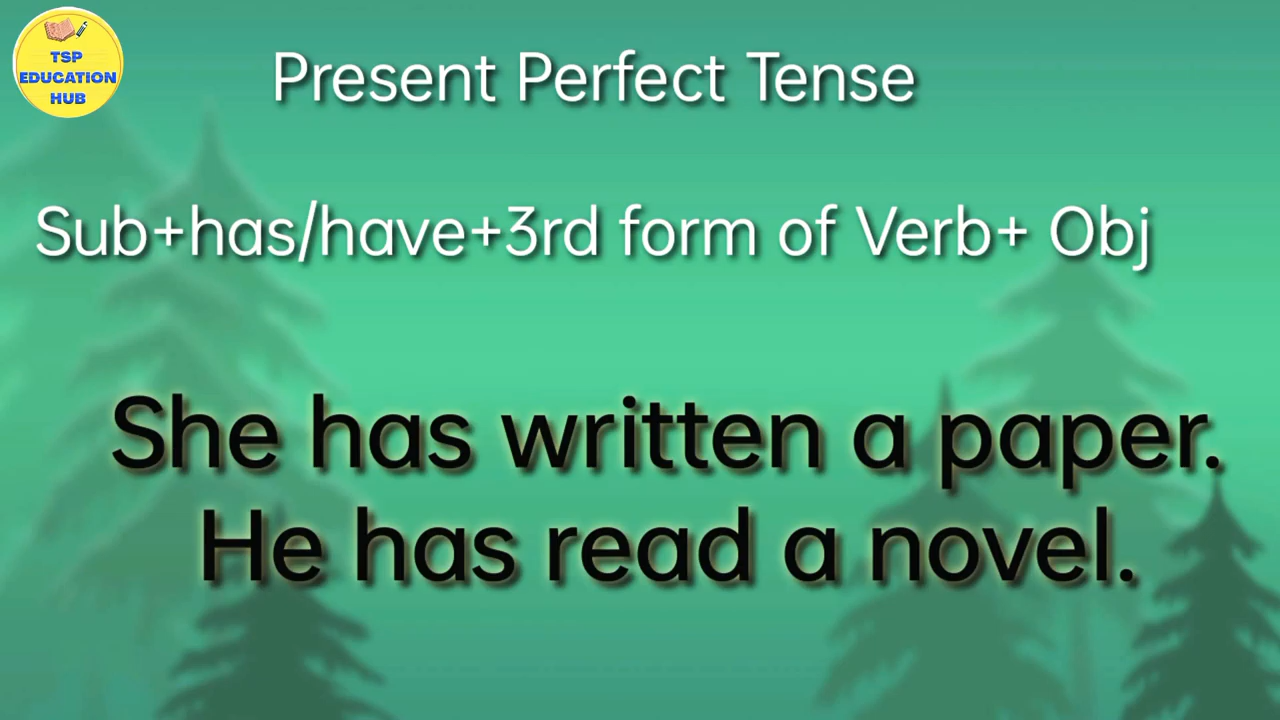 TSP
EDUCATION
HUB
Present Perfect Tense
Sub+has/have+3rd form of Verb+ Obj
She has written a paper.
He has read a novel.